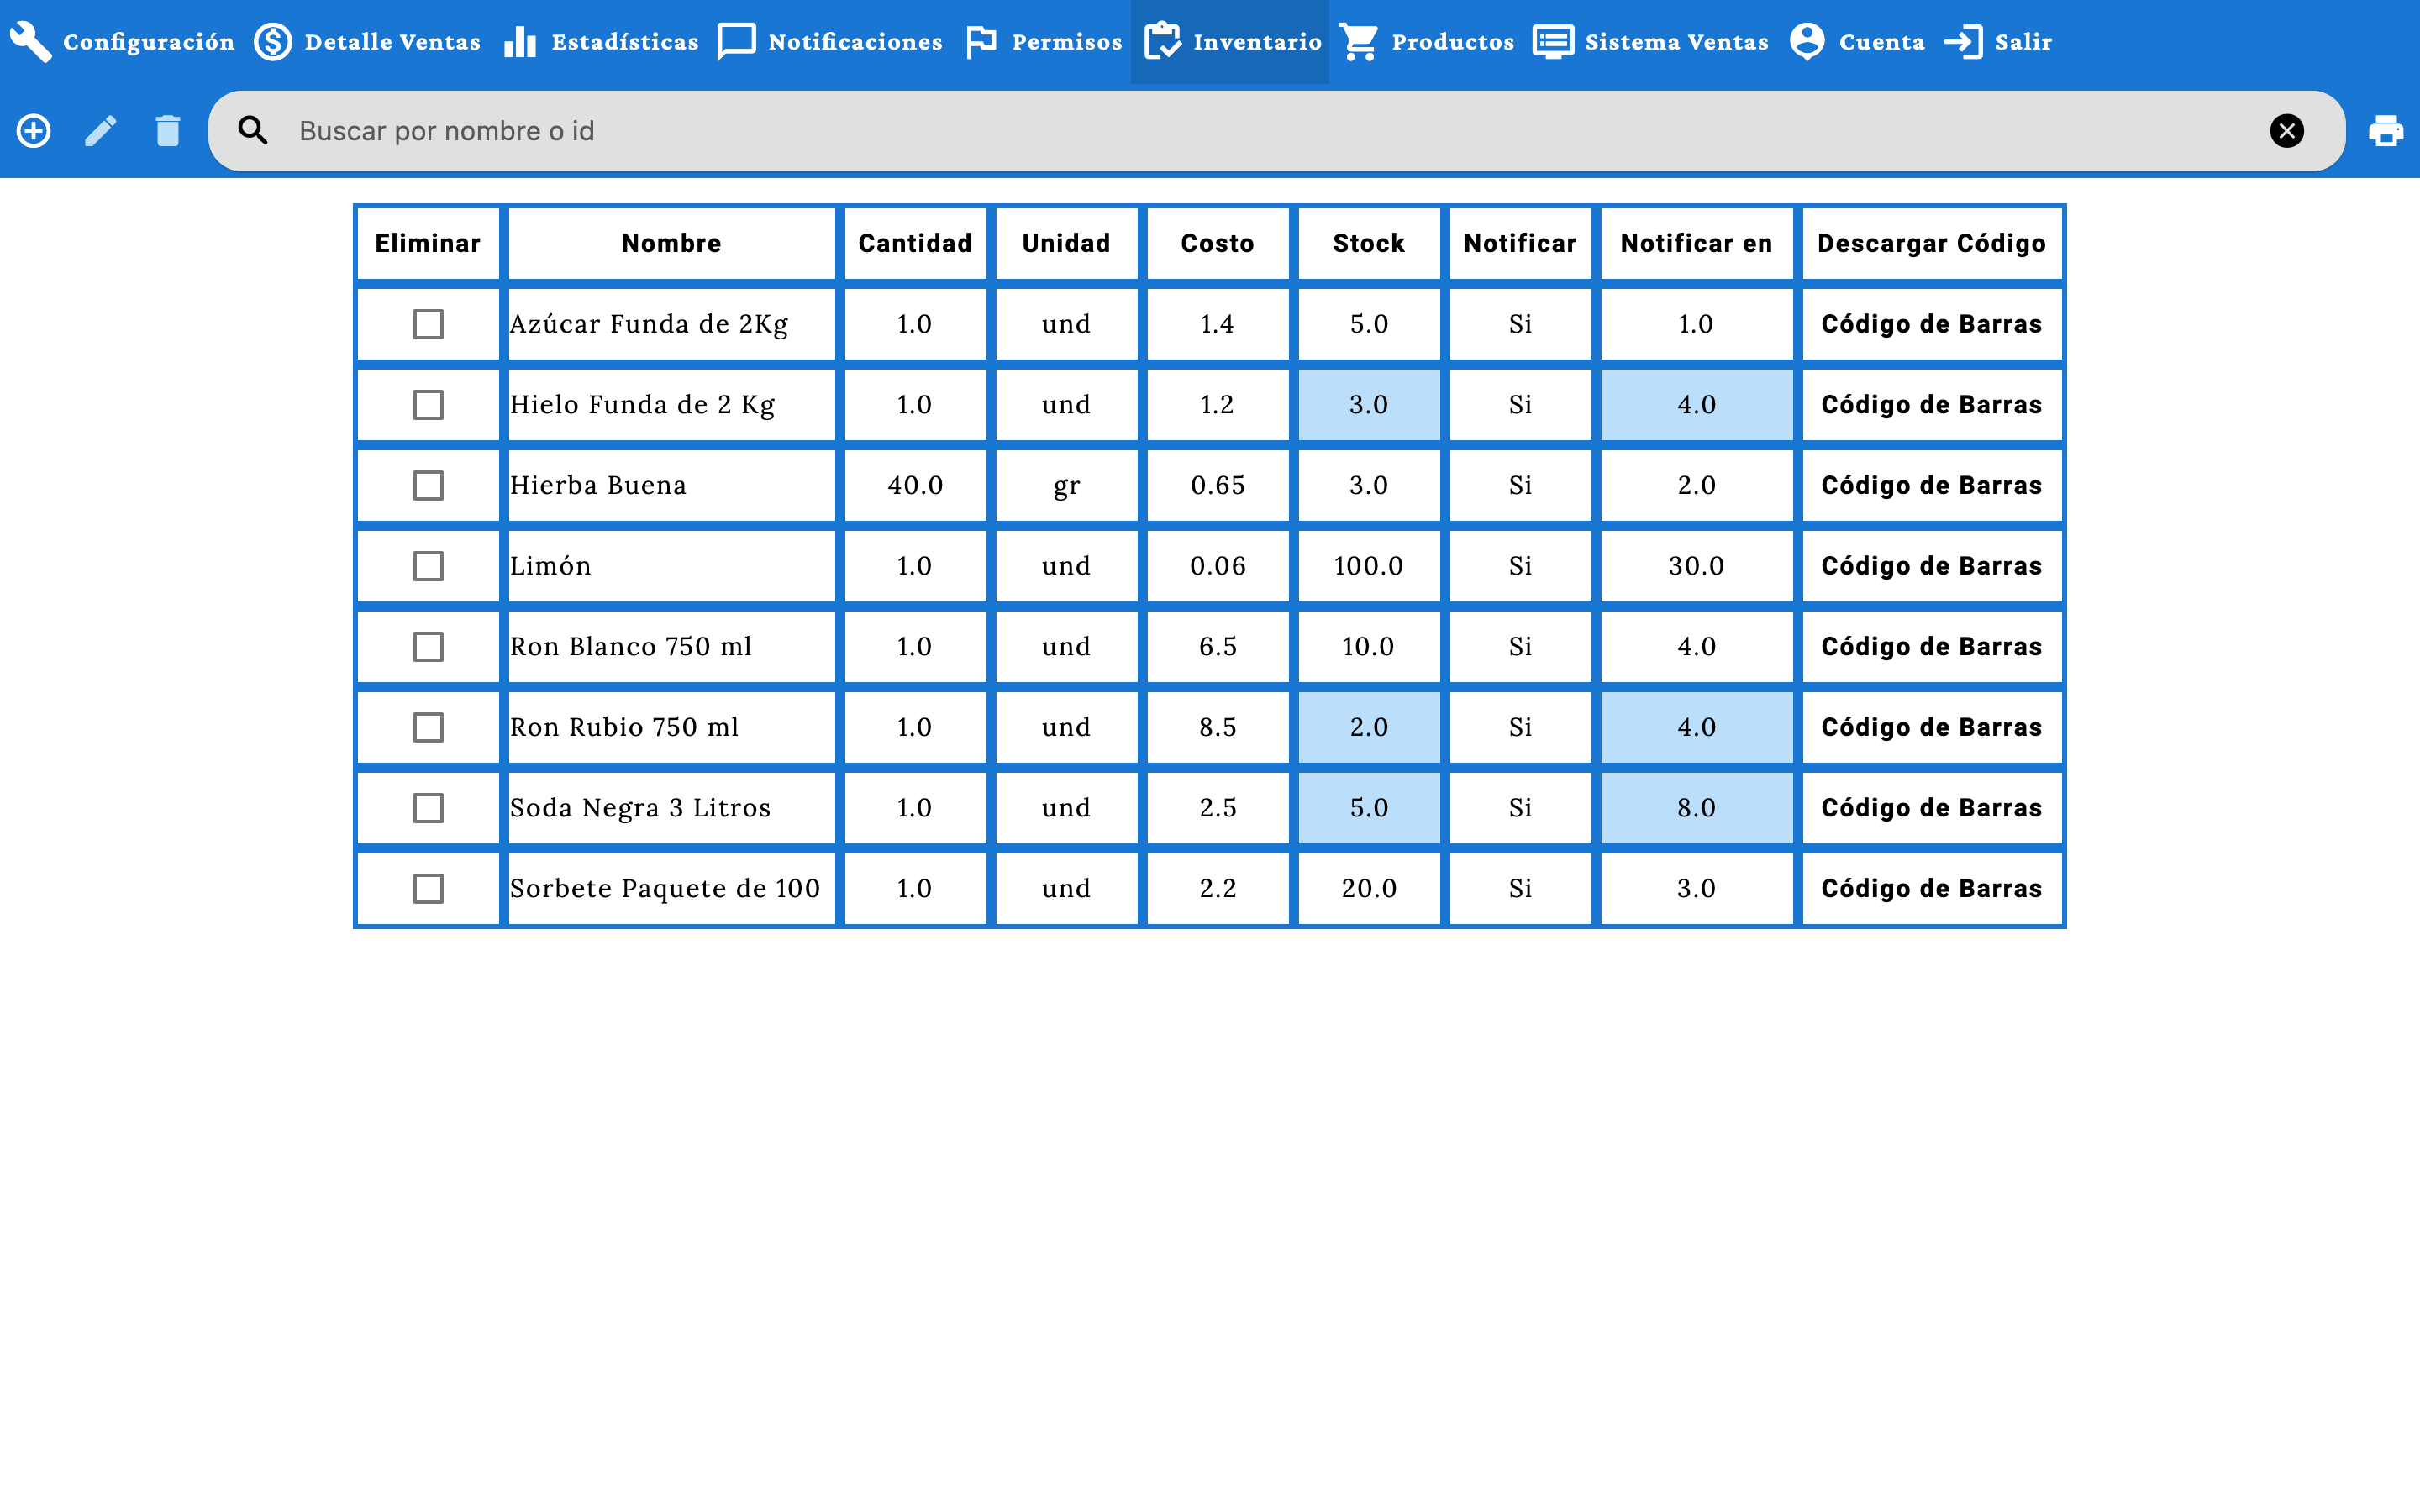 Configuración Detalle Ventas Estadísticas Notificaciones Permisos Inventario Productos Sistema Ventas Cuenta Salir
Buscar por nombre o id
Eliminar Nombre Cantidad Unidad Costo Stock Notificar Notificar en Descargar Código
Azúcar Funda de 2Kg 1.0 und 1.4 5.0 Si 1.0 Código de Barras
Hielo Funda de 2 Kg 1.0 und 1.2 3.0 Si 4.0 Código de Barras
Hierba Buena 40.0 gr 0.65 3.0 Si 2.0 Código de Barras
Limón 1.0 und 0.06 100.0 Si 30.0 Código de Barras
Ron Blanco 750 ml 1.0 und 6.5 10.0 Si 4.0 Código de Barras
Ron Rubio 750 ml 1.0 und 8.5 2.0 Si 4.0 Código de Barras
Soda Negra 3 Litros 1.0 und 2.5 5.0 Si 8.0 Código de Barras
Sorbete Paquete de 100 1.0 und 2.2 20.0 Si 3.0 Código de Barras